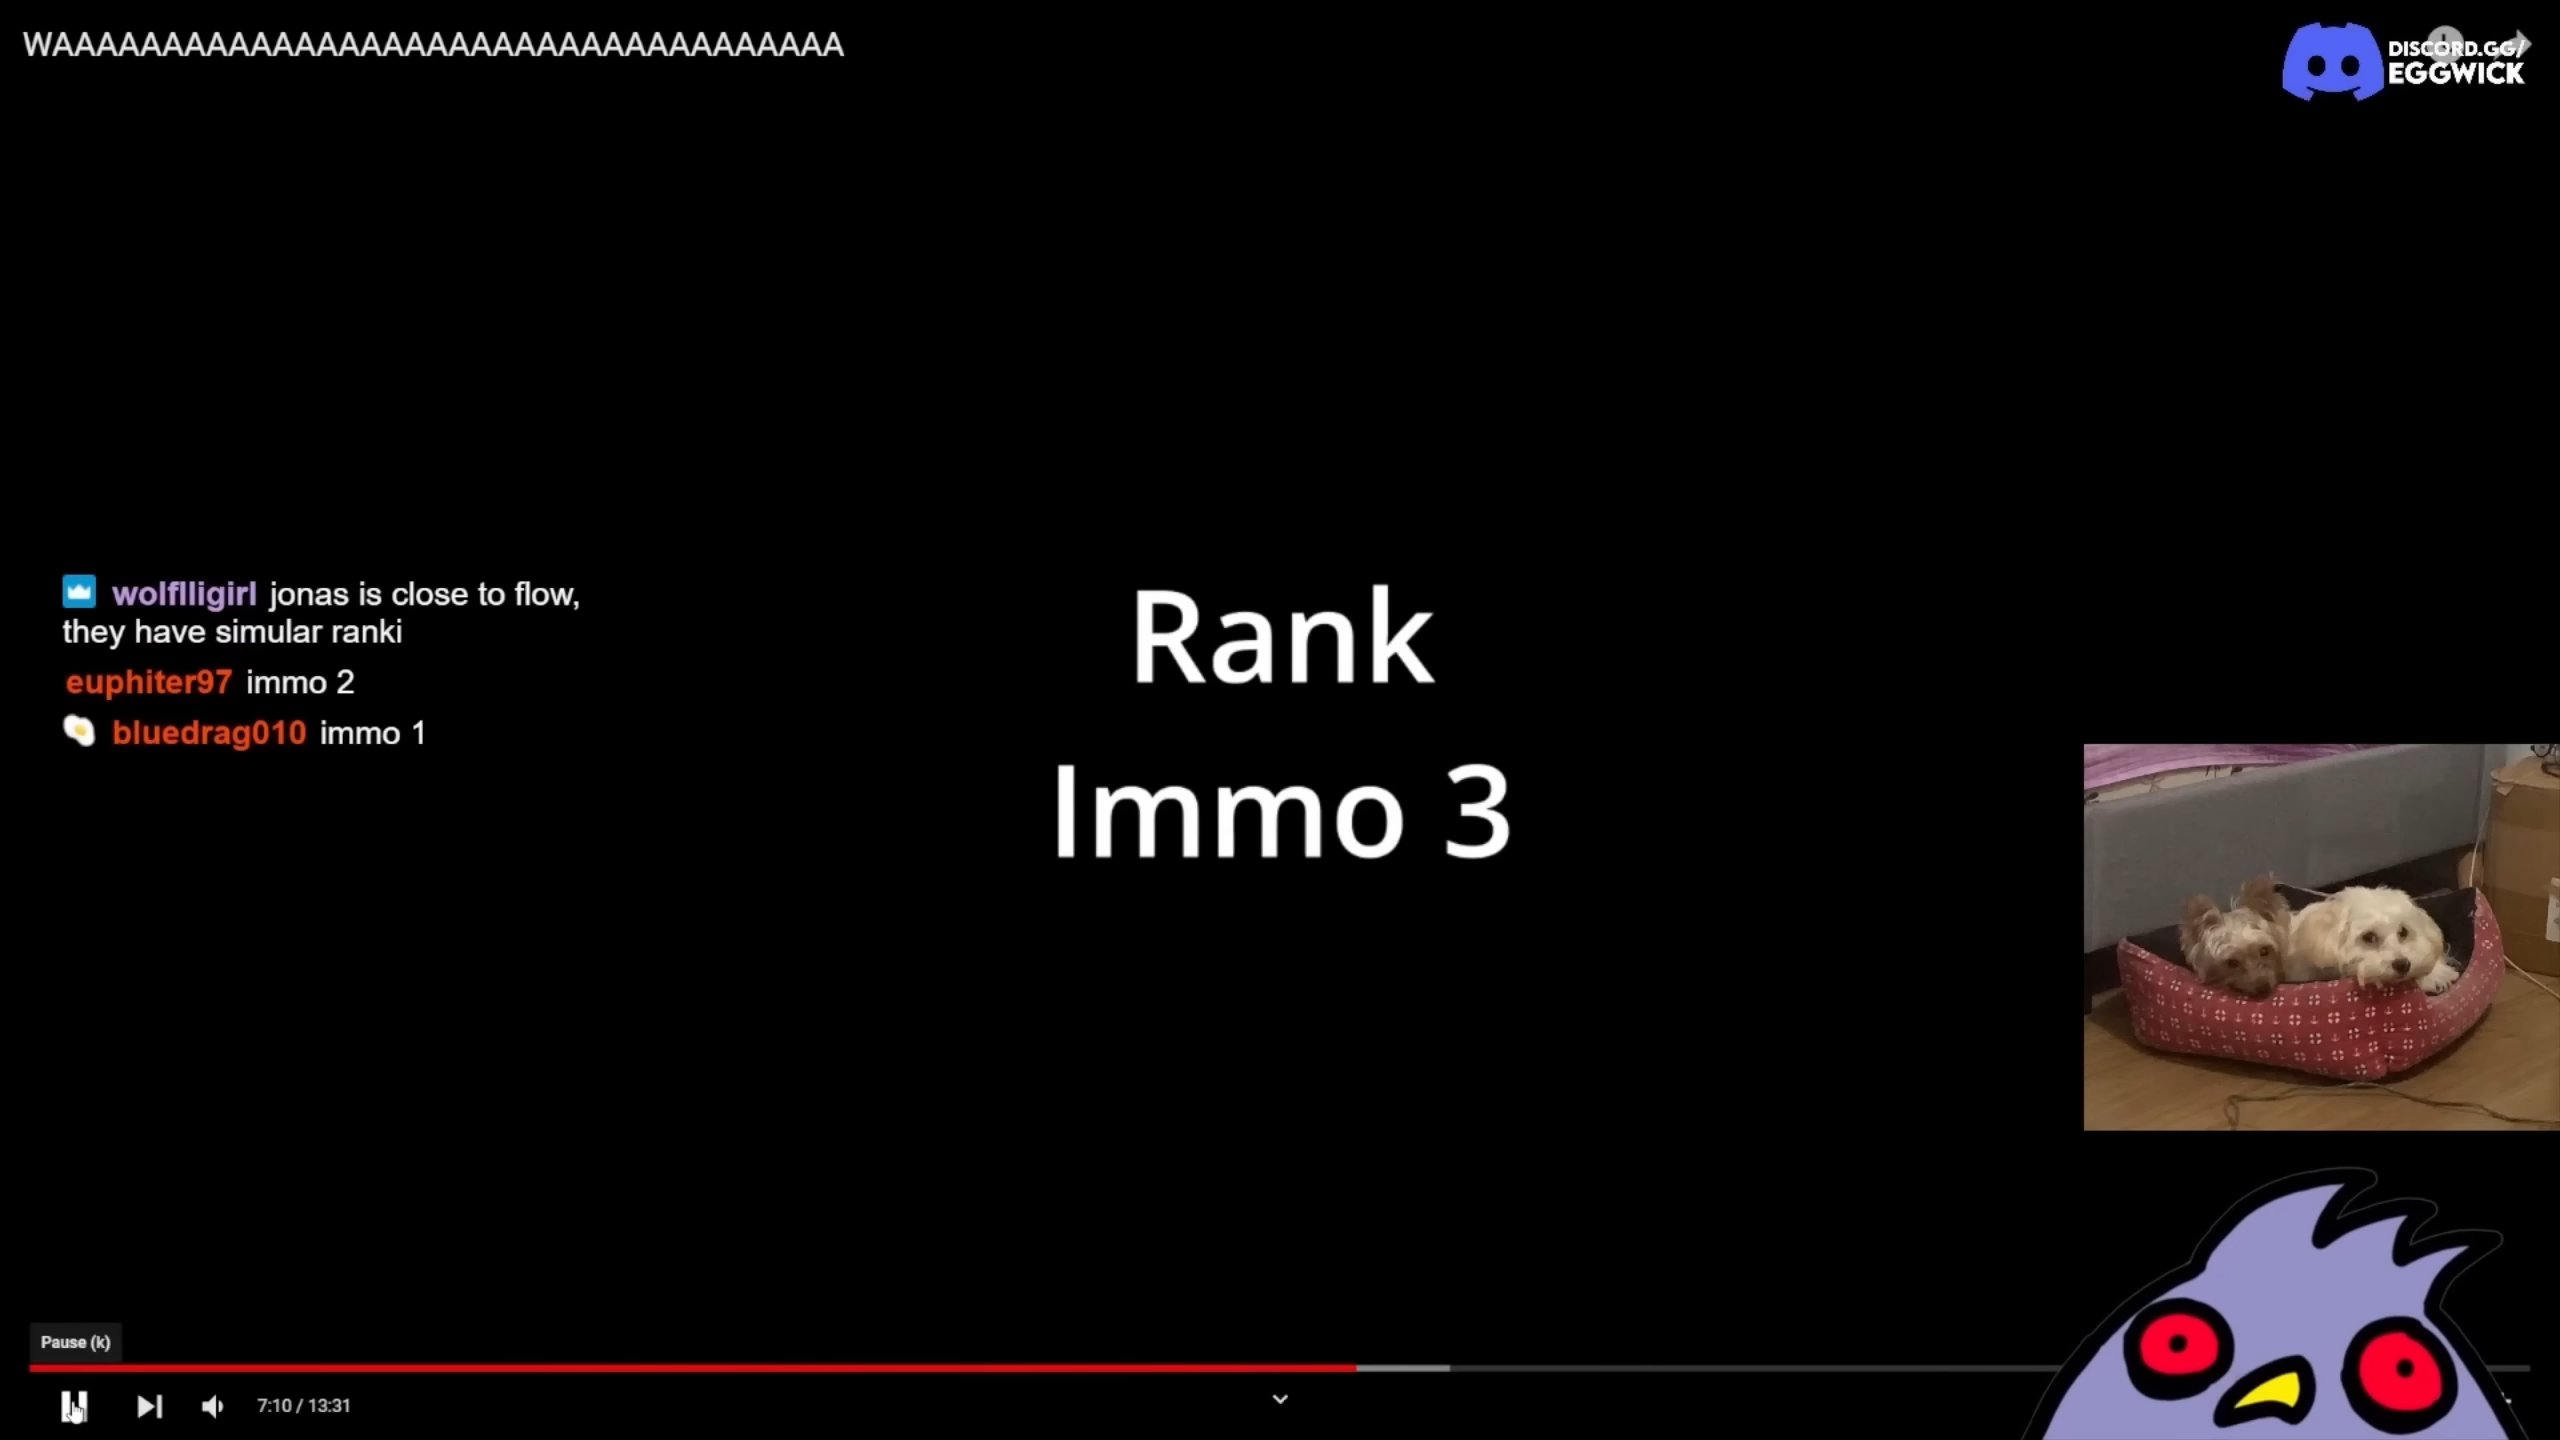 WAAAAAAAAAAAAAAAAAAAAAAAAAAAAAAAAAAAA
DISCORD.GG/
EGGWICK
wolflligirl jonas is close to flow,
they have simular ranki
euphiter97 immo 2
bluedrag010 immo 1
Rank
Immo 3
Pause (k)
7:10 / 13:31